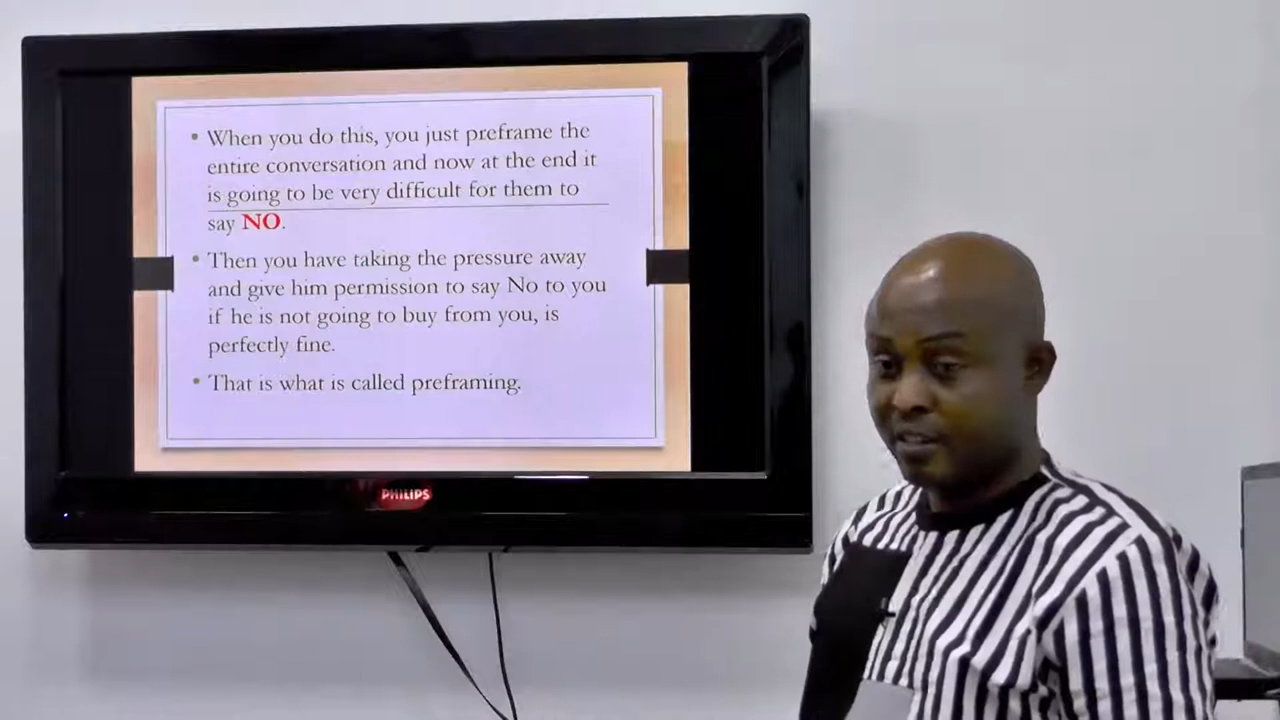 • When you do this, you just preframe the
entire conversation and now at the end it
is going to be very difficult for them to
say NO.
• Then you have taking the pressure away
and give him permission to say No to you
if he is not going to buy from you, is
perfectly fine.
• That is what is called preframing.
PHILIPS